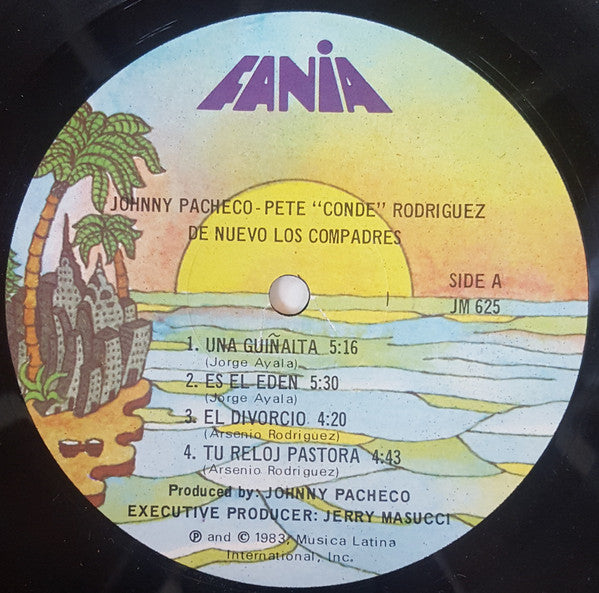 FANIA
JOHNNY PACHECO-PETE "CONDE" RODRIGUEZ
DE NUEVO LOS COMPADRES
SIDE A
JM 625
1. UNA GUIÑALTA 5:16
(Jorge Ayala)
2. ES EL EDEN 5:30
(Jorge Ayala)
3. EL DIVORCIO 4:20
(Arsenio Rodriguez)
4. TU RELOJ PASTORA 4:43
(Arsenio Rodriguez)
Produced by: JOHNNY PACHECO
EXECUTIVE PRODUCER: JERRY MASUCCI
℗ and © 1983, Musica Latina
International, Inc.